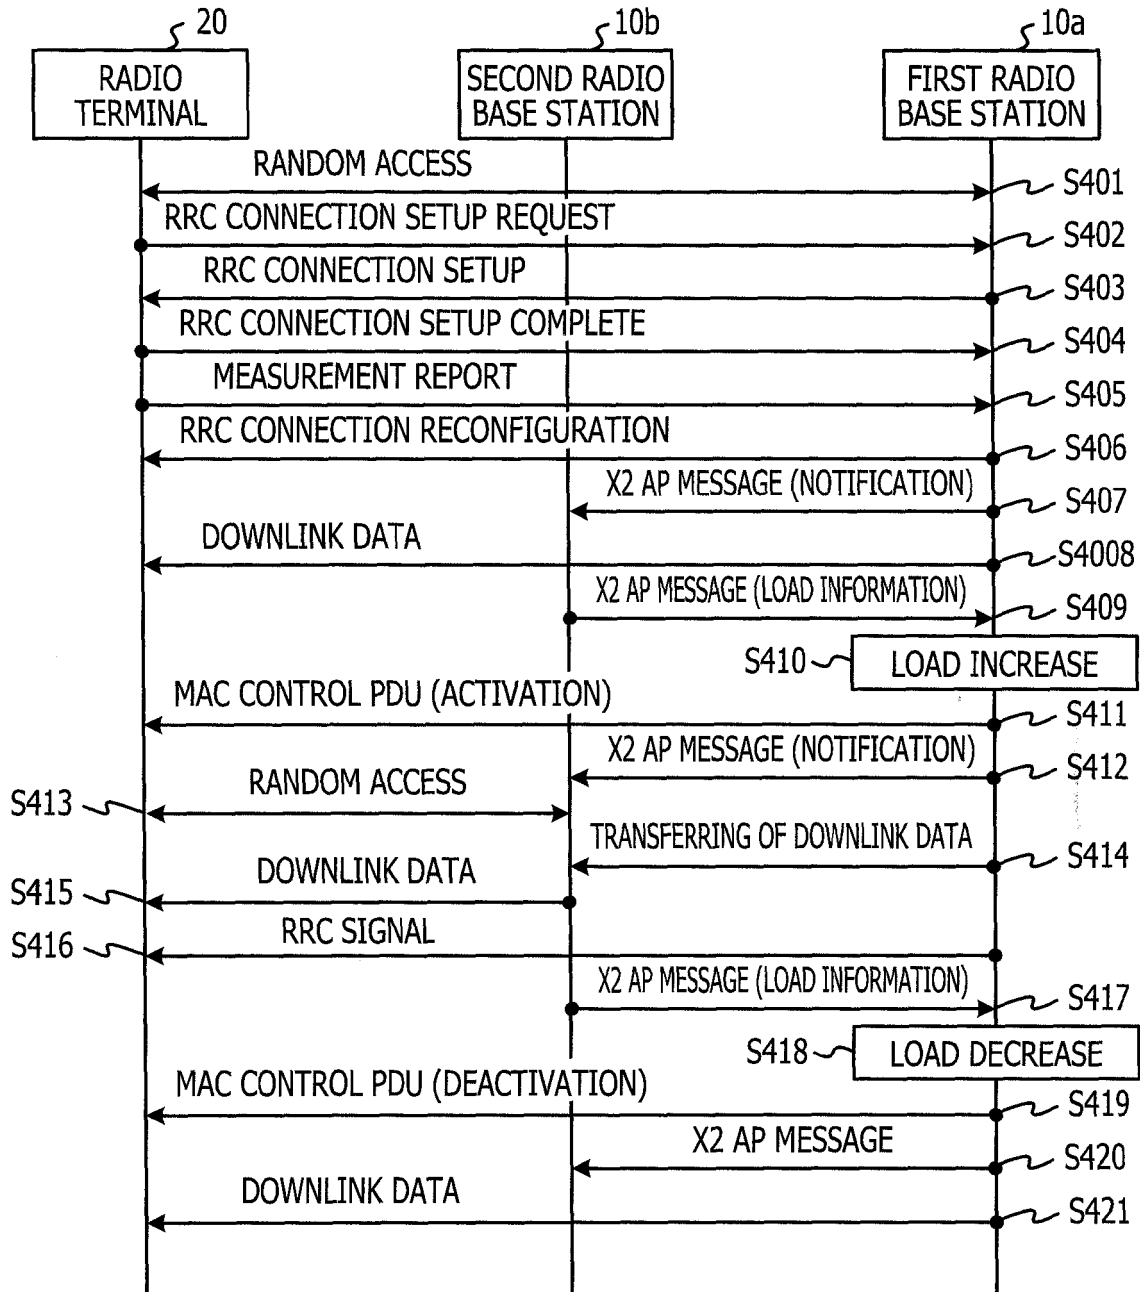 20
10b
10a
RADIO
TERMINAL
SECOND RADIO
BASE STATION
FIRST RADIO
BASE STATION
RANDOM ACCESS
S401
RRC CONNECTION SETUP REQUEST
S402
RRC CONNECTION SETUP
S403
RRC CONNECTION SETUP COMPLETE
S404
MEASUREMENT REPORT
S405
RRC CONNECTION RECONFIGURATION
S406
X2 AP MESSAGE (NOTIFICATION)
S407
DOWNLINK DATA
S4008
X2 AP MESSAGE (LOAD INFORMATION)
S409
S410
LOAD INCREASE
MAC CONTROL PDU (ACTIVATION)
S411
X2 AP MESSAGE (NOTIFICATION)
S412
S413
RANDOM ACCESS
TRANSFERRING OF DOWNLINK DATA
S414
S415
DOWNLINK DATA
S416
RRC SIGNAL
X2 AP MESSAGE (LOAD INFORMATION)
S417
S418
LOAD DECREASE
MAC CONTROL PDU (DEACTIVATION)
S419
X2 AP MESSAGE
S420
DOWNLINK DATA
S421